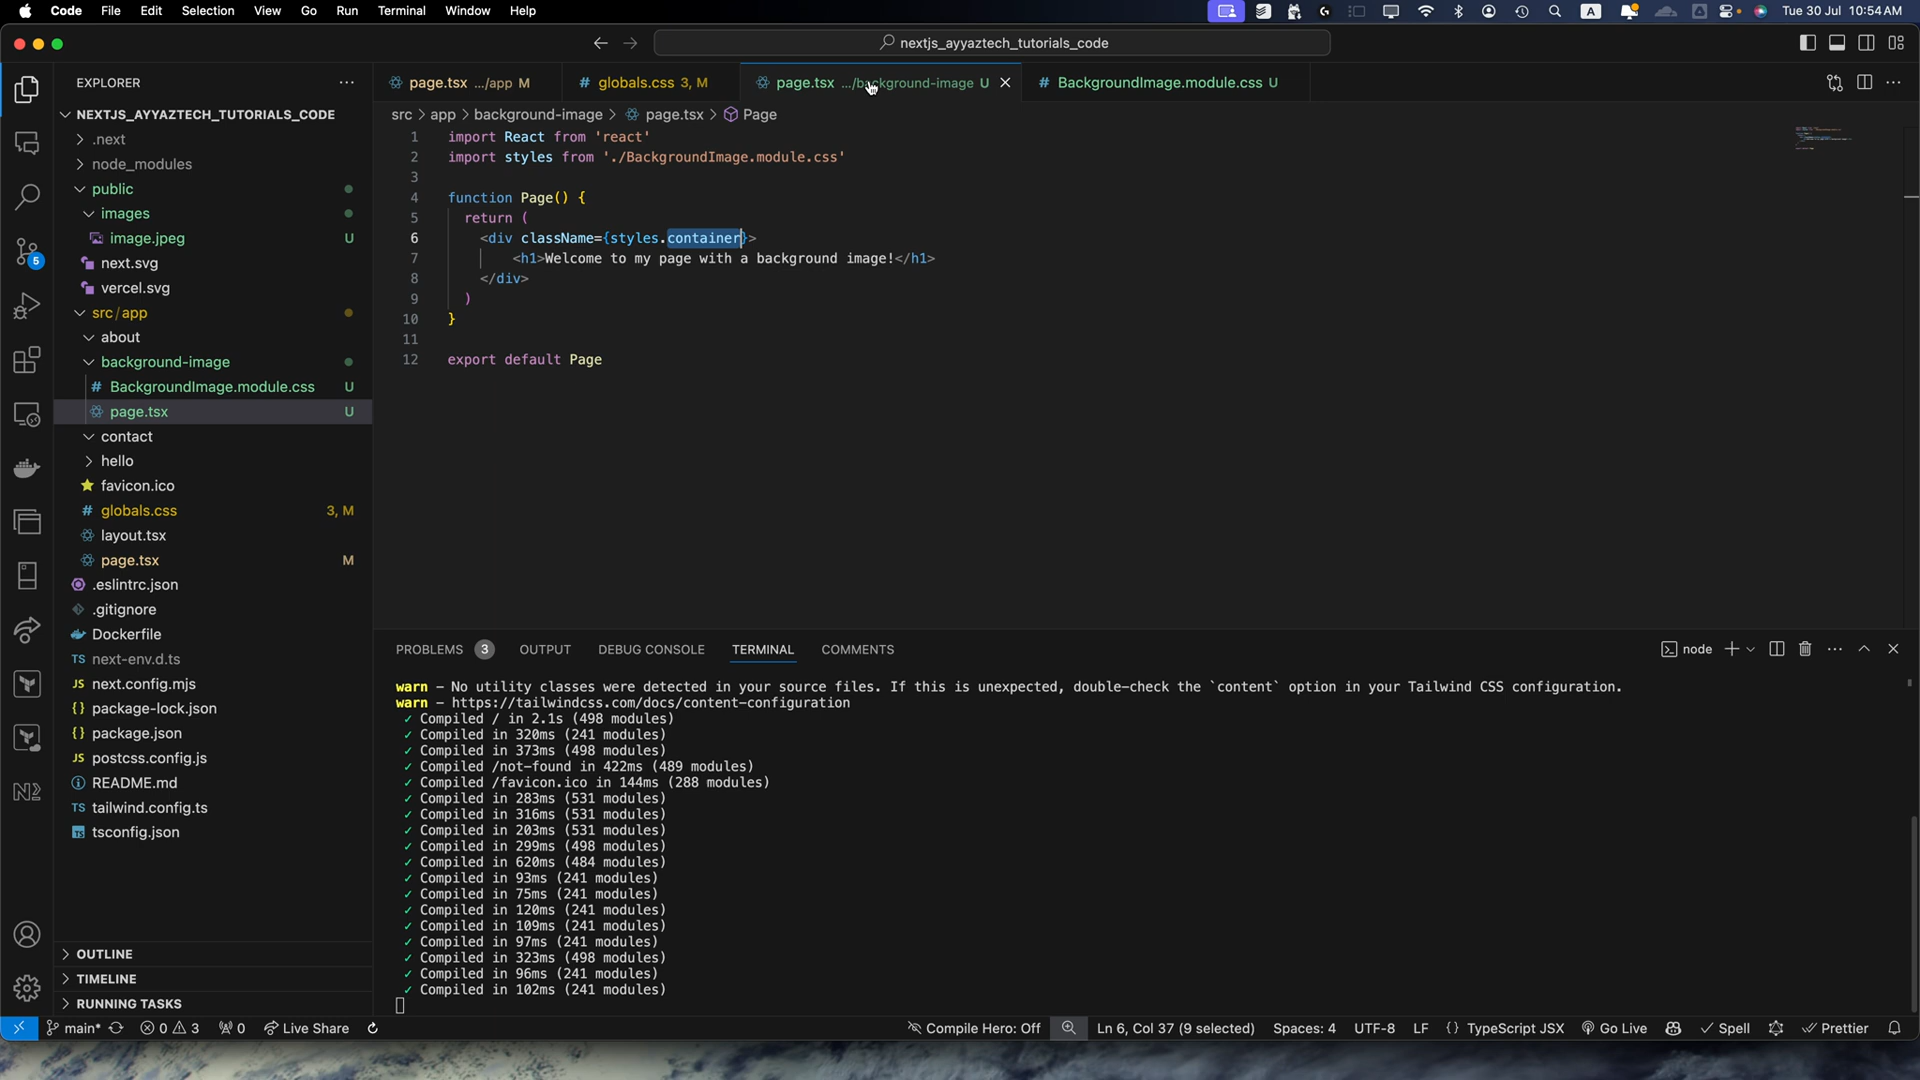 Code File Edit Selection View Go Run Terminal Window Help
A
Tue 30 Jul 10:54 AM
nextjs_ayyaztech_tutorials_code
EXPLORER
page.tsx .../app M
# globals.css 3, M
page.tsx .../background-image U
# BackgroundImage.module.css U
NEXTJS_AYYAZTECH_TUTORIALS_CODE
.next
node_modules
public
images
image.jpeg U
next.svg
vercel.svg
src/app
about
background-image
# BackgroundImage.module.css U
page.tsx U
contact
hello
favicon.ico
# globals.css 3, M
layout.tsx
page.tsx M
.eslintrc.json
.gitignore
Dockerfile
TS next-env.d.ts
JS next.config.mjs
{} package-lock.json
{} package.json
JS postcss.config.js
README.md
TS tailwind.config.ts
tsconfig.json
OUTLINE
TIMELINE
RUNNING TASKS
5
src > app > background-image > page.tsx > Page
1 import React from 'react'
2 import styles from './BackgroundImage.module.css'
3
4 function Page() {
5 return (
6 <div className={styles.container}>
7 <h1>Welcome to my page with a background image!</h1>
8 </div>
9 )
10 }
11
12 export default Page
PROBLEMS 3 OUTPUT DEBUG CONSOLE TERMINAL COMMENTS
node
warn - No utility classes were detected in your source files. If this is unexpected, double-check the `content` option in your Tailwind CSS configuration.
warn - https://tailwindcss.com/docs/content-configuration
✓ Compiled / in 2.1s (498 modules)
✓ Compiled in 320ms (241 modules)
✓ Compiled in 373ms (498 modules)
✓ Compiled /not-found in 422ms (489 modules)
✓ Compiled /favicon.ico in 144ms (288 modules)
✓ Compiled in 283ms (531 modules)
✓ Compiled in 316ms (531 modules)
✓ Compiled in 203ms (531 modules)
✓ Compiled in 299ms (498 modules)
✓ Compiled in 620ms (484 modules)
✓ Compiled in 93ms (241 modules)
✓ Compiled in 75ms (241 modules)
✓ Compiled in 120ms (241 modules)
✓ Compiled in 109ms (241 modules)
✓ Compiled in 97ms (241 modules)
✓ Compiled in 323ms (498 modules)
✓ Compiled in 96ms (241 modules)
✓ Compiled in 102ms (241 modules)
main* 0 3 0 Live Share
Compile Hero: Off Ln 6, Col 37 (9 selected) Spaces: 4 UTF-8 LF {} TypeScript JSX Go Live Spell Prettier